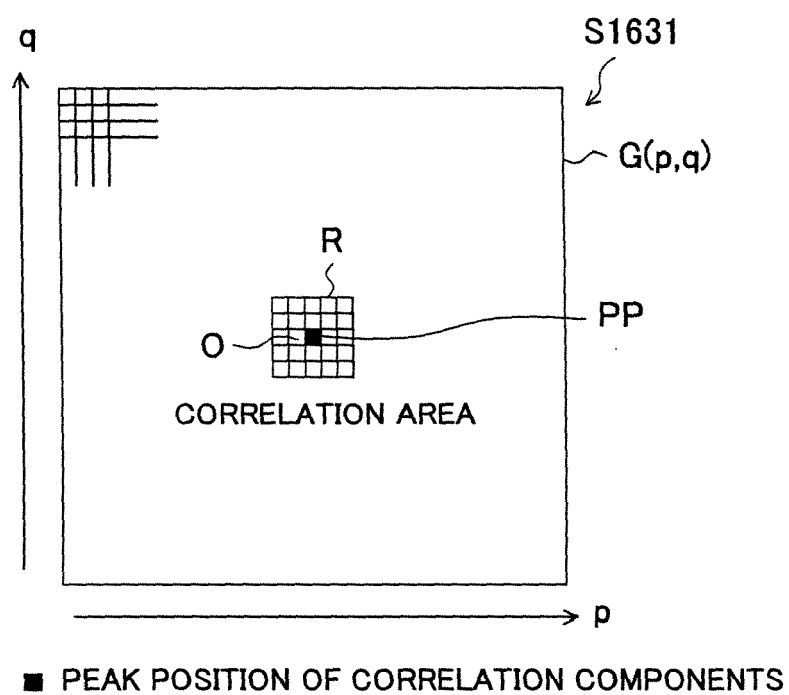 q
S1631
G(p,q)
R
PP
O
CORRELATION AREA
p
■ PEAK POSITION OF CORRELATION COMPONENTS